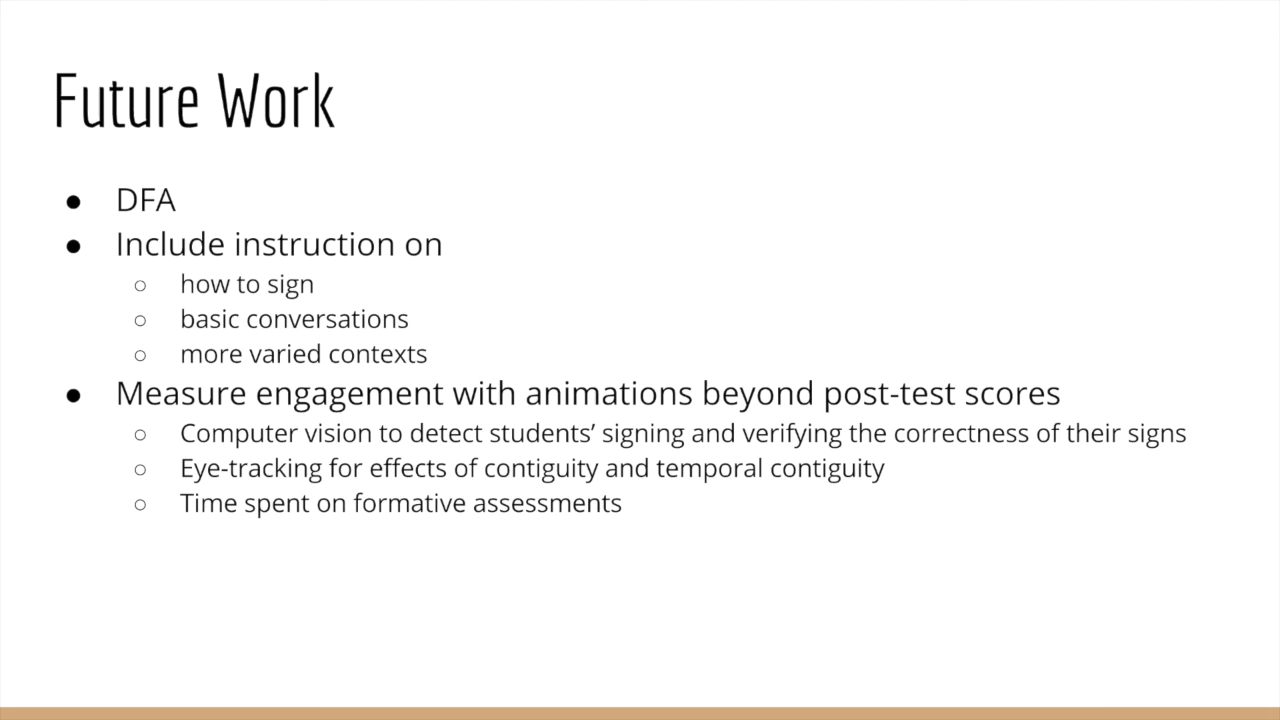 Future Work
● DFA
● Include instruction on
○ how to sign
○ basic conversations
○ more varied contexts
● Measure engagement with animations beyond post-test scores
○ Computer vision to detect students’ signing and verifying the correctness of their signs
○ Eye-tracking for effects of contiguity and temporal contiguity
○ Time spent on formative assessments